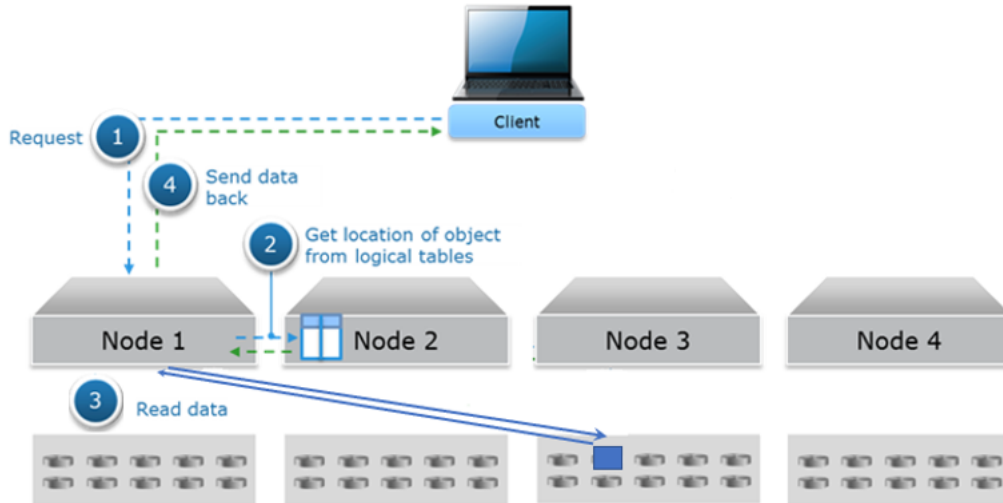 Client
Request
1
4
Send data
back
2
Get location of object
from logical tables
Node 1
Node 2
Node 3
Node 4
3
Read data